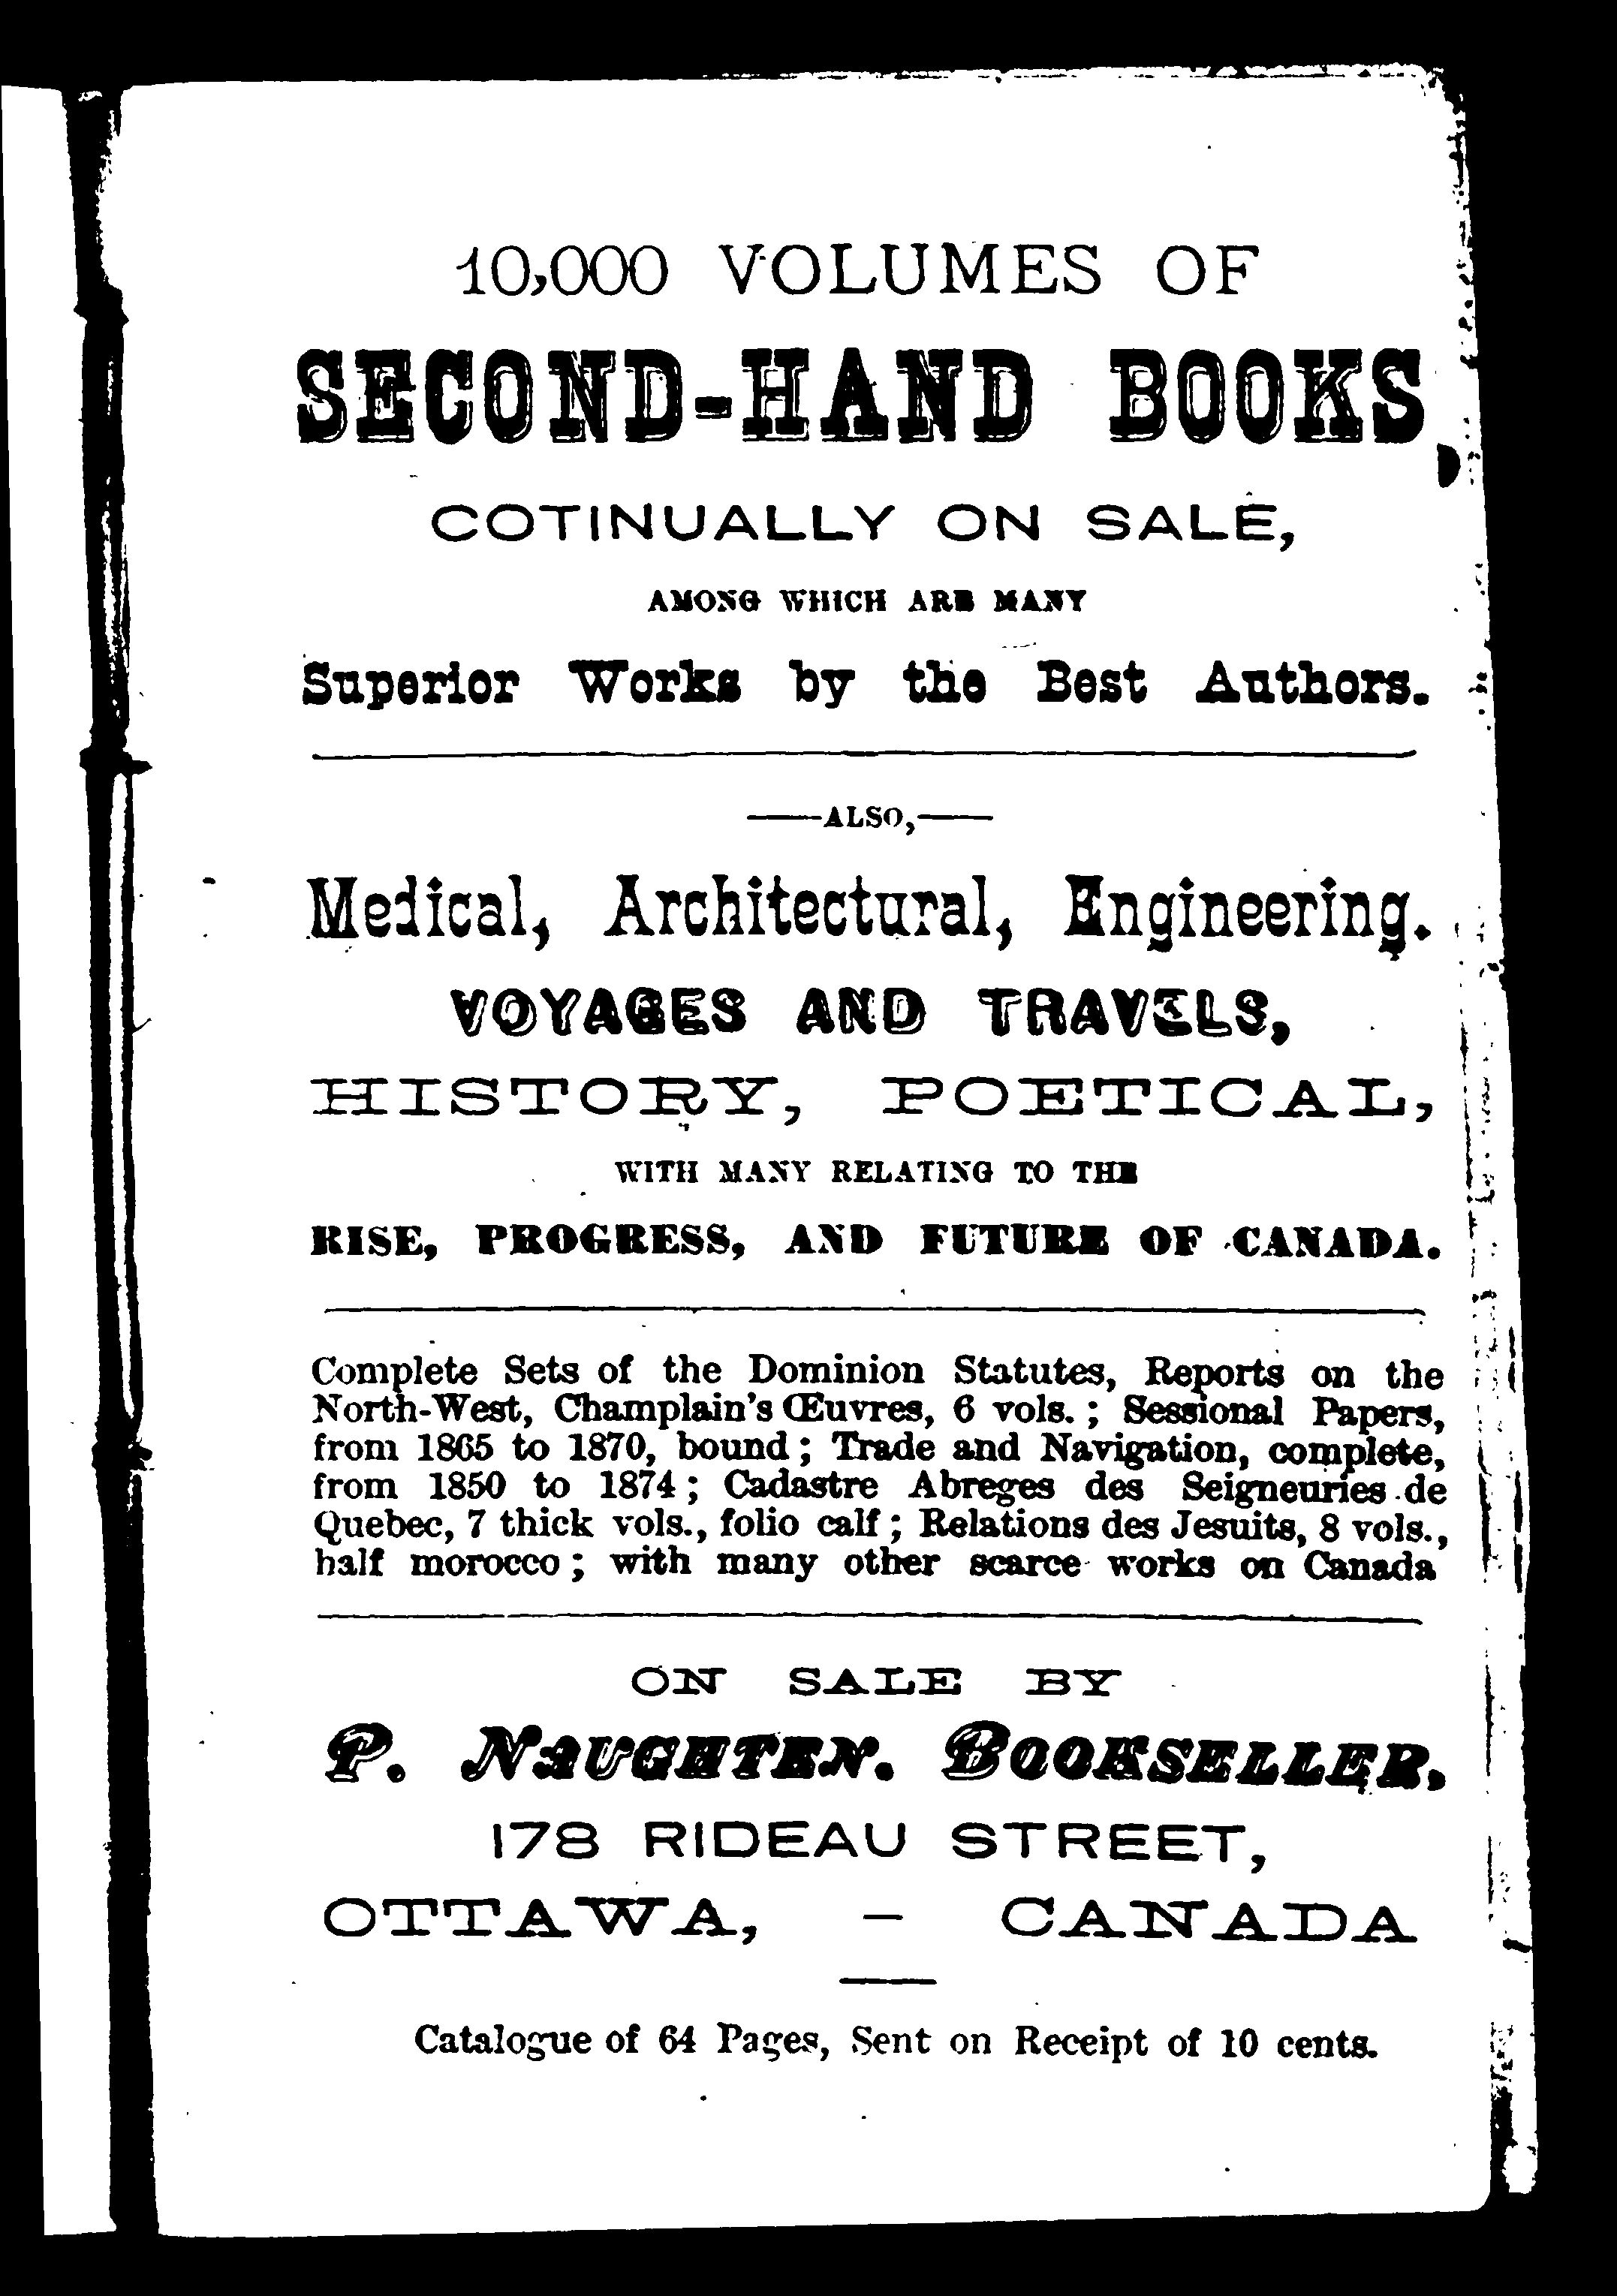 10,000 VOLUMES OF
SECOND-HAND BOOKS,
COTINUALLY ON SALE,
AMONG WHICH ARE MANY
Superior Works by the Best Authors.
——ALSO,——
Medical, Architectural, Engineering.
VOYAGES AND TRAVELS,
HISTORY, POETICAL,
WITH MANY RELATING TO THE
RISE, PROGRESS, AND FUTURE OF CANADA.
Complete Sets of the Dominion Statutes, Reports on the
North-West, Champlain's Œuvres, 6 vols. ; Sessional Papers,
from 1865 to 1870, bound ; Trade and Navigation, complete,
from 1850 to 1874 ; Cadastre Abreges des Seigneuries de
Quebec, 7 thick vols., folio calf ; Relations des Jesuits, 8 vols.,
half morocco ; with many other scarce works on Canada
ON SALE BY
P. NAUGHTEN. BOOKSELLER,
178 RIDEAU STREET,
OTTAWA, - CANADA
Catalogue of 64 Pages, Sent on Receipt of 10 cents.